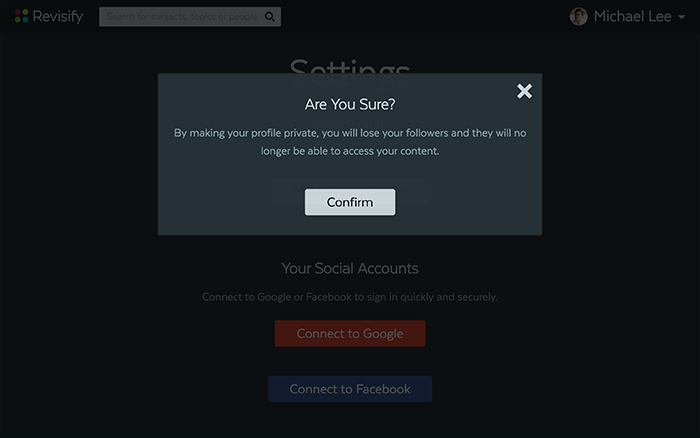 Revisify
Search for subjects, topics or people
Michael Lee
Settings
Are You Sure?
By making your profile private, you will lose your followers and they will no
longer be able to access your content.
Confirm
Your Social Accounts
Connect to Google or Facebook to sign in quickly and securely.
Connect to Google
Connect to Facebook